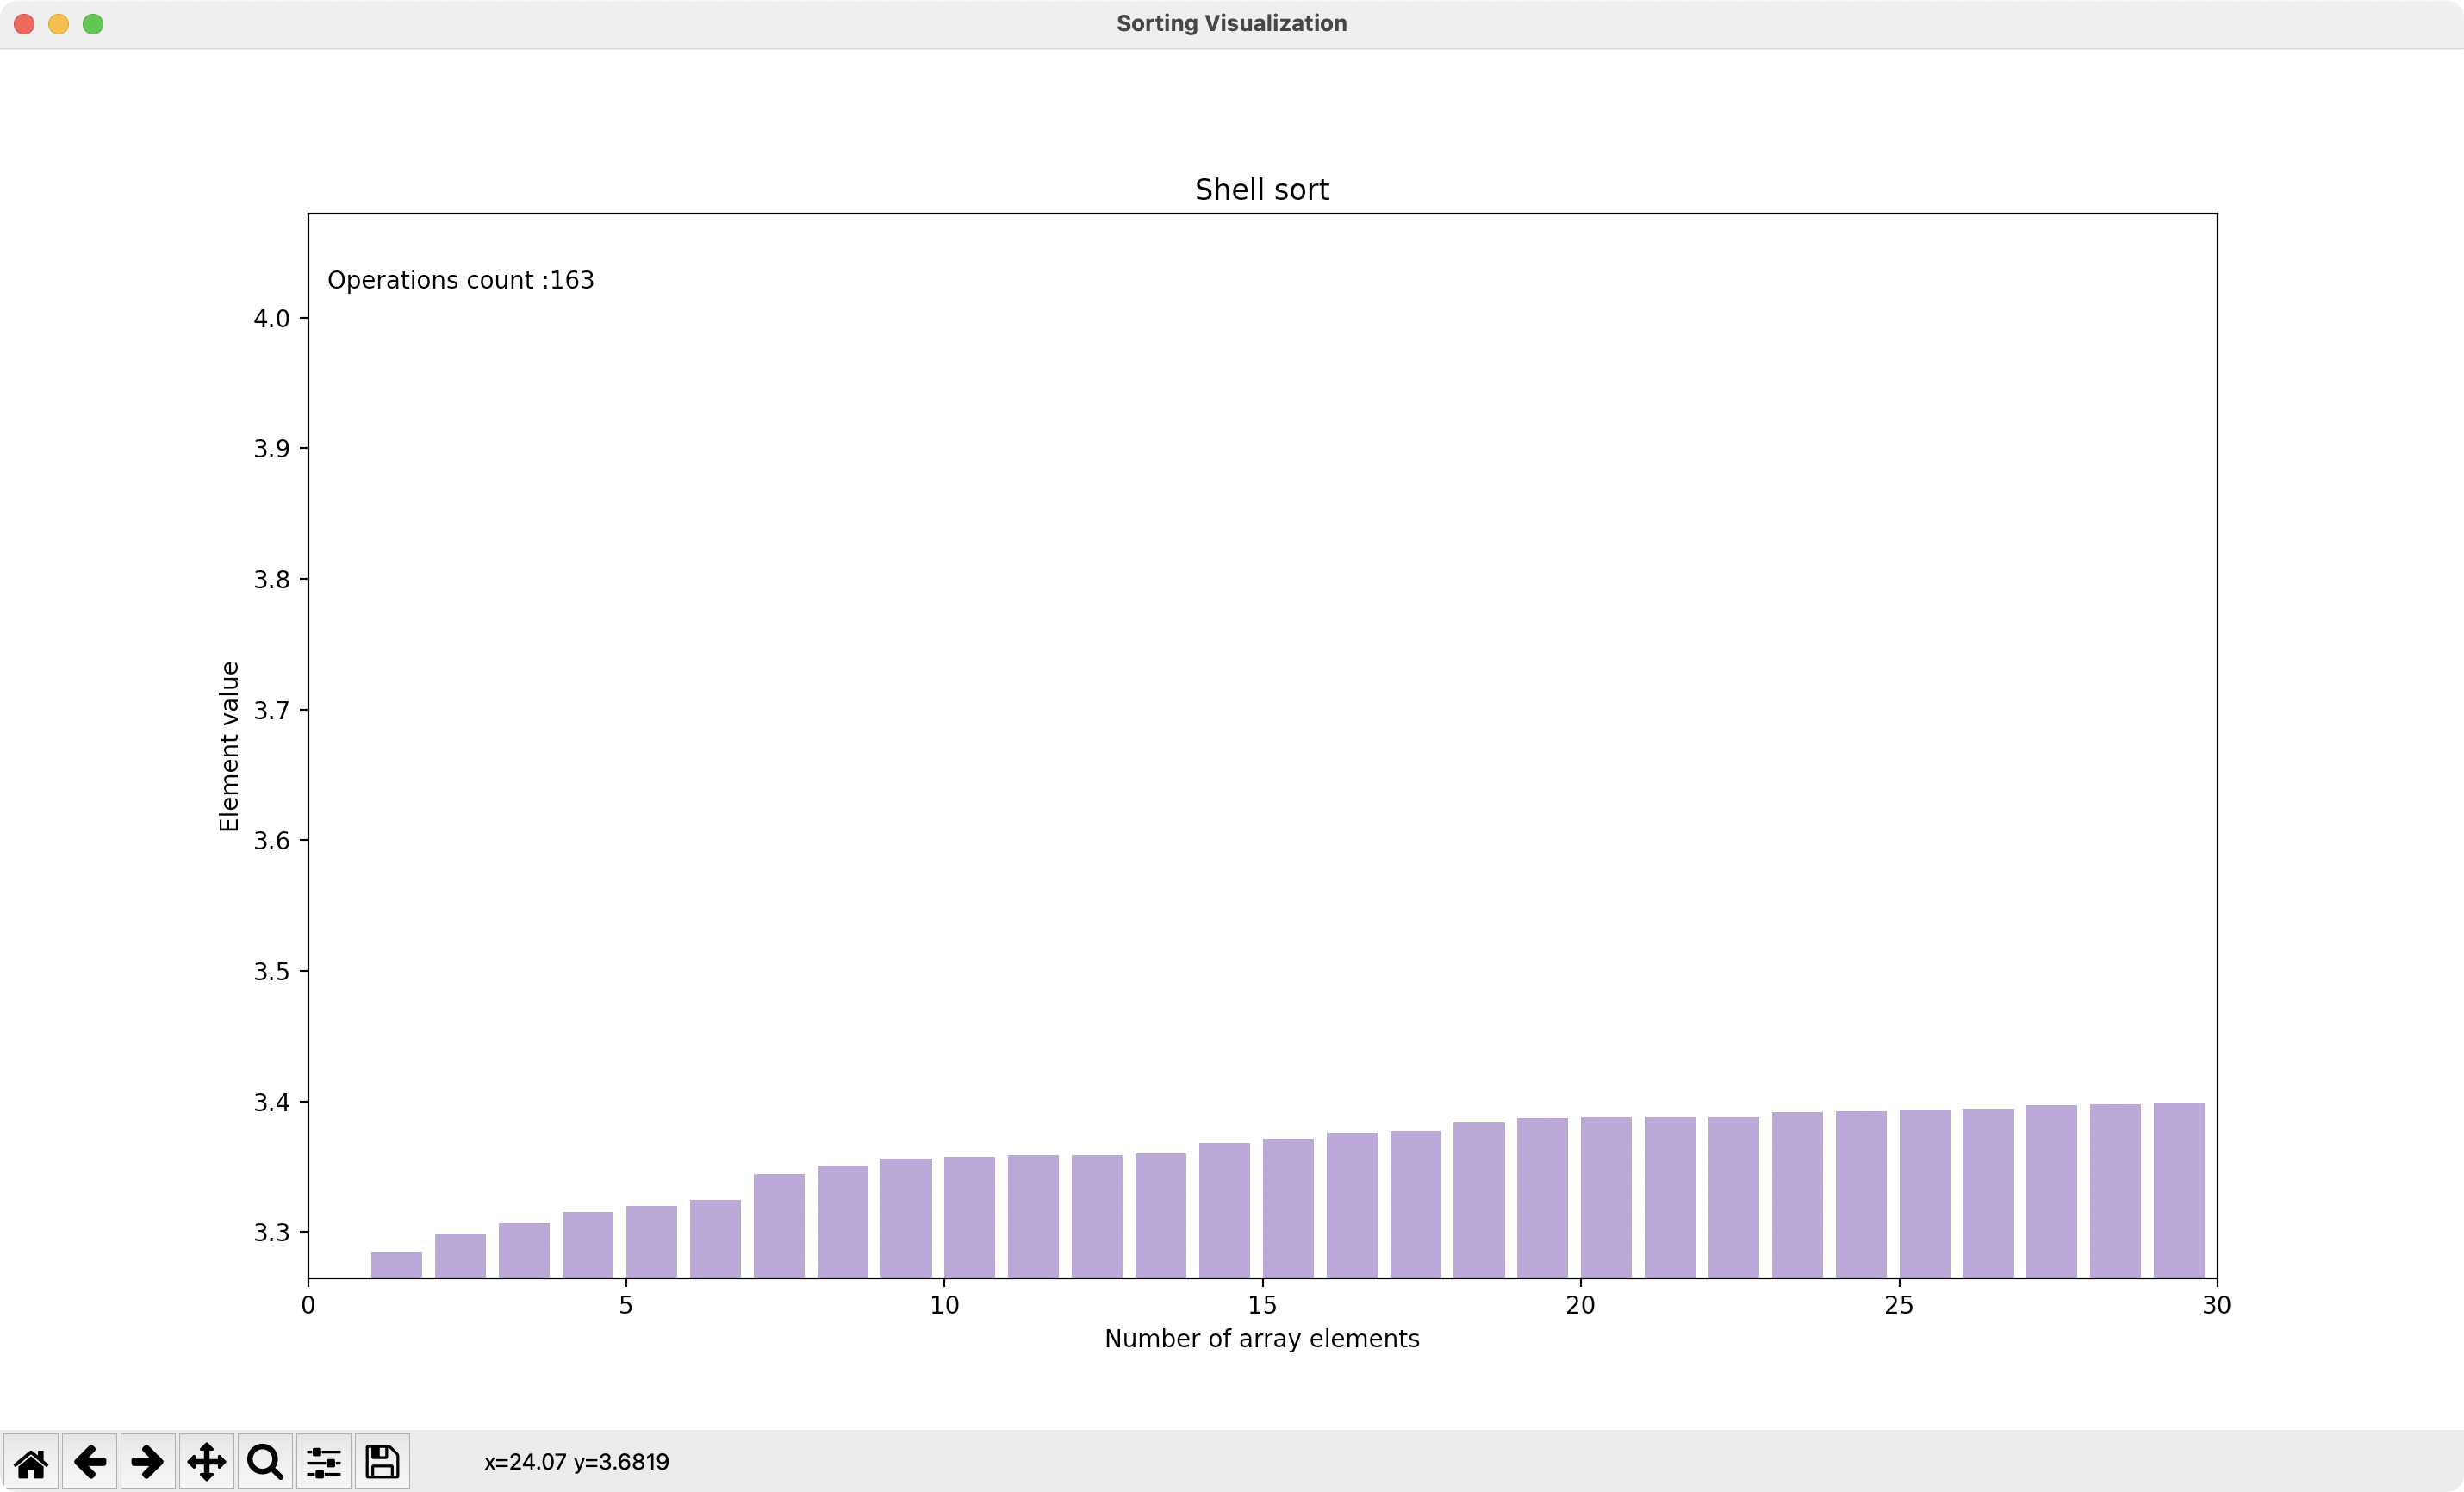 Sorting Visualization
Shell sort
Operations count :163
4.0
3.9
3.8
3.7
3.6
3.5
3.4
3.3
Element value
0 5 10 15 20 25 30
Number of array elements
x=24.07 y=3.6819